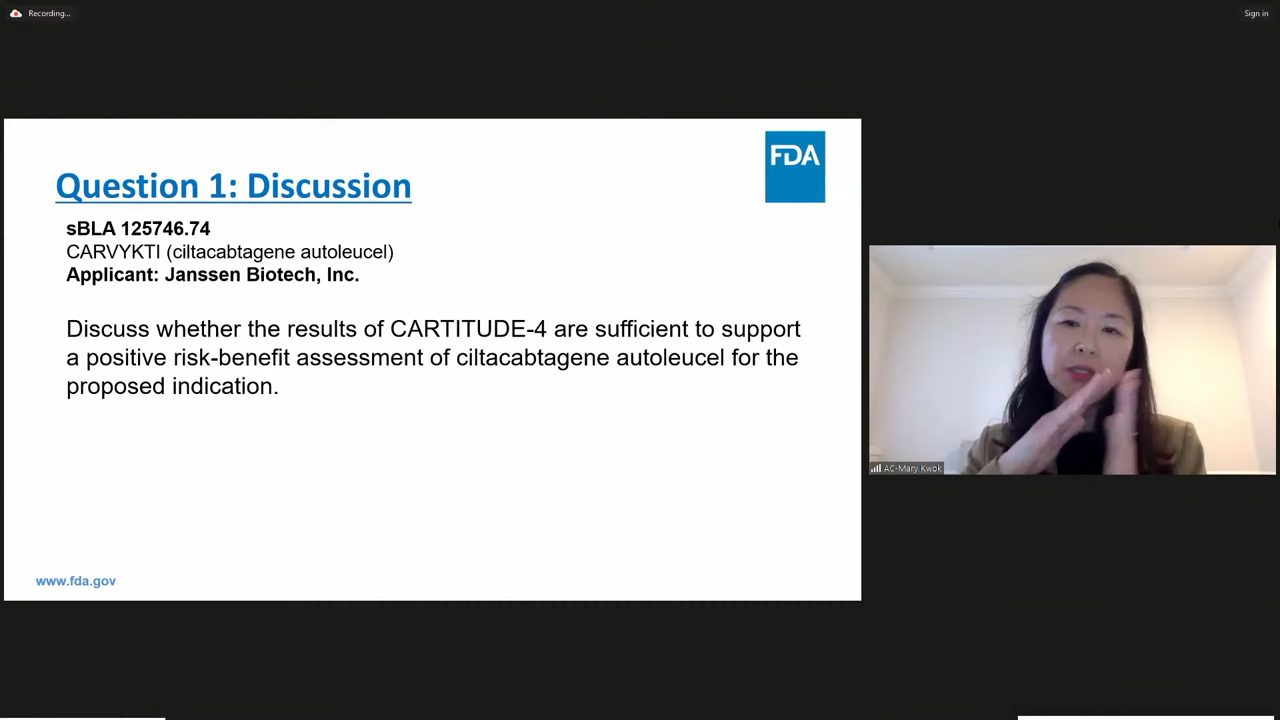 Recording...
Sign in
FDA
Question 1: Discussion
sBLA 125746.74
CARVYKTI (ciltacabtagene autoleucel)
Applicant: Janssen Biotech, Inc.
Discuss whether the results of CARTITUDE-4 are sufficient to support
a positive risk-benefit assessment of ciltacabtagene autoleucel for the
proposed indication.
www.fda.gov
AC-Mary Kwok